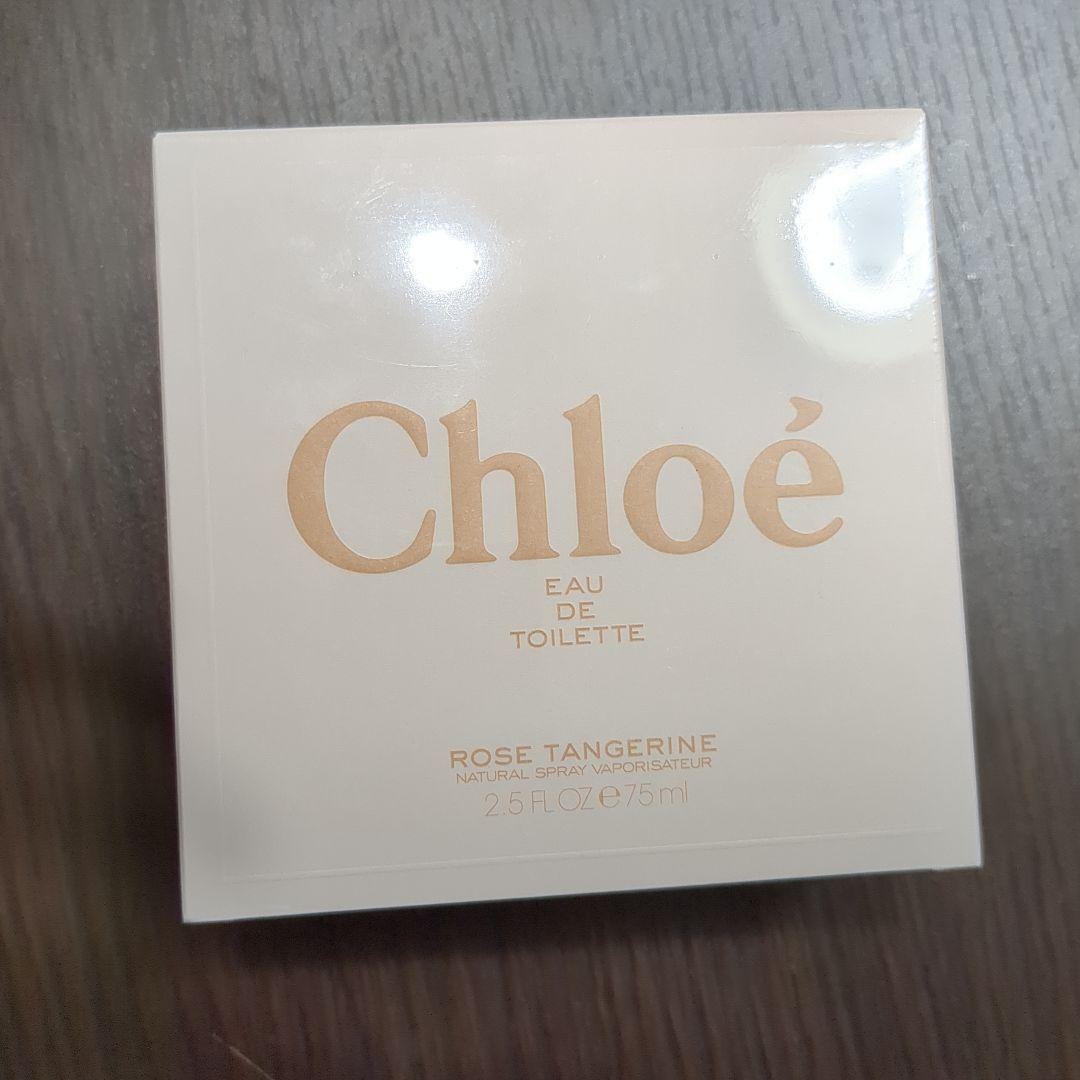 Chloé
EAU
DE
TOILETTE
ROSE TANGERINE
NATURAL SPRAY VAPORISATEUR
2.5 FL OZ e 75 ml